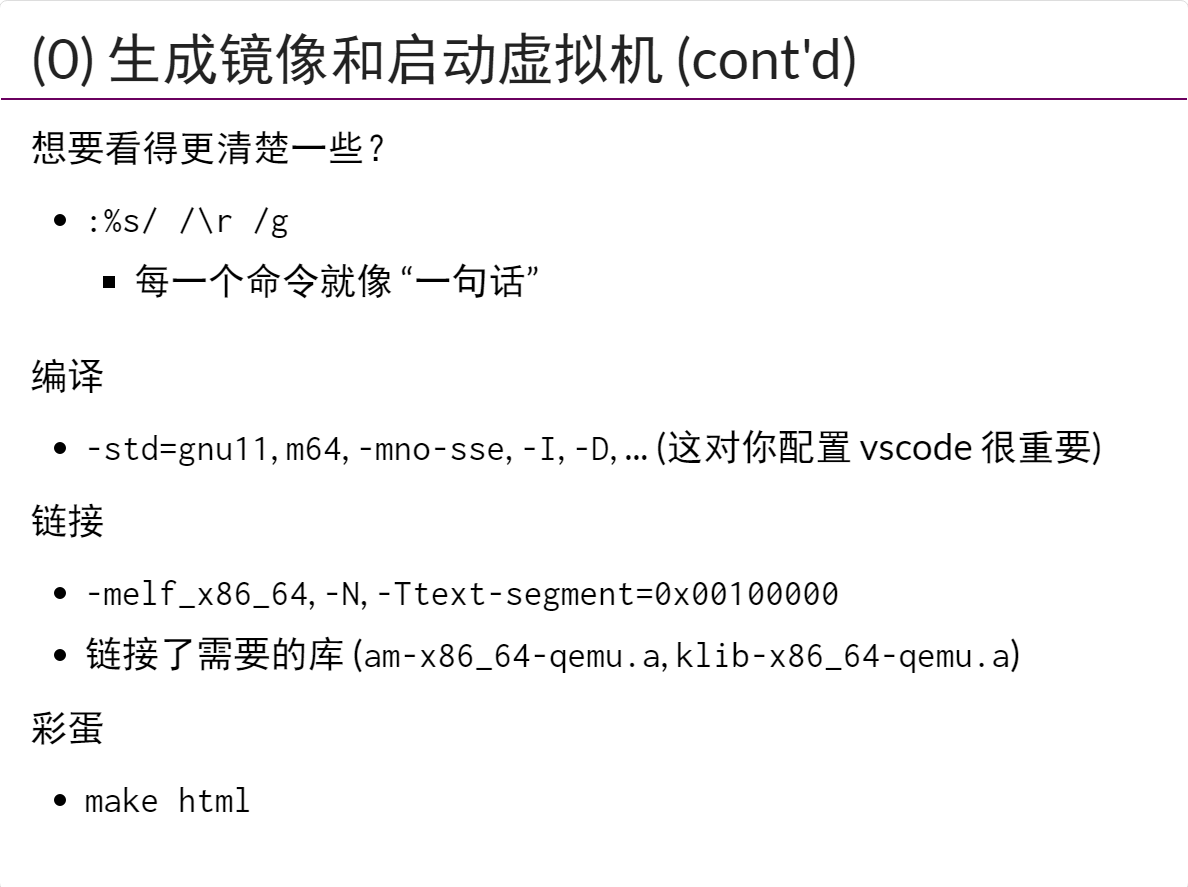 (0) 生成镜像和启动虚拟机 (cont'd)
想要看得更清楚一些?
:%s/ /\r /g
每一个命令就像 “一句话”
编译
-std=gnu11, m64, -mno-sse, -I, -D, ... (这对你配置 vscode 很重要)
链接
-melf_x86_64, -N, -Ttext-segment=0x00100000
链接了需要的库 (am-x86_64-qemu.a, klib-x86_64-qemu.a)
彩蛋
make html